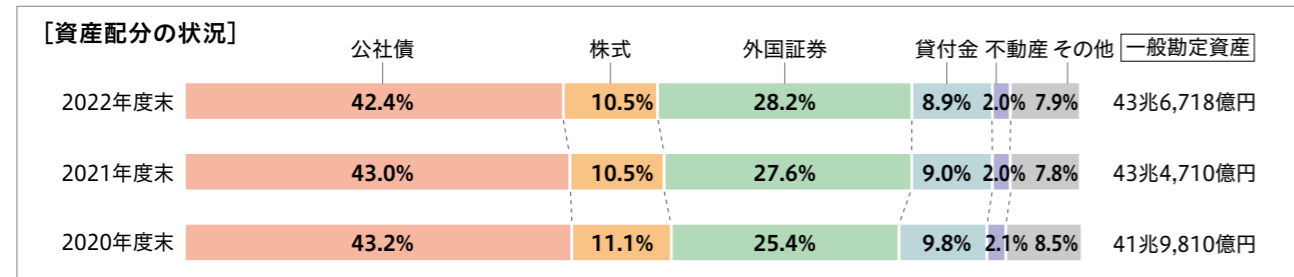 ［資産配分の状況］
公社債 株式 外国証券 貸付金 不動産 その他 一般勘定資産
2022年度末 42.4% 10.5% 28.2% 8.9% 2.0% 7.9% 43兆6,718億円
2021年度末 43.0% 10.5% 27.6% 9.0% 2.0% 7.8% 43兆4,710億円
2020年度末 43.2% 11.1% 25.4% 9.8% 2.1% 8.5% 41兆9,810億円